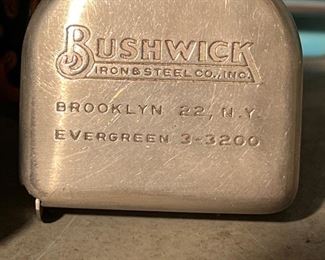 BUSHWICK
IRON & STEEL CO., INC.
BROOKLYN 22, N.Y.
EVERGREEN 3-3200